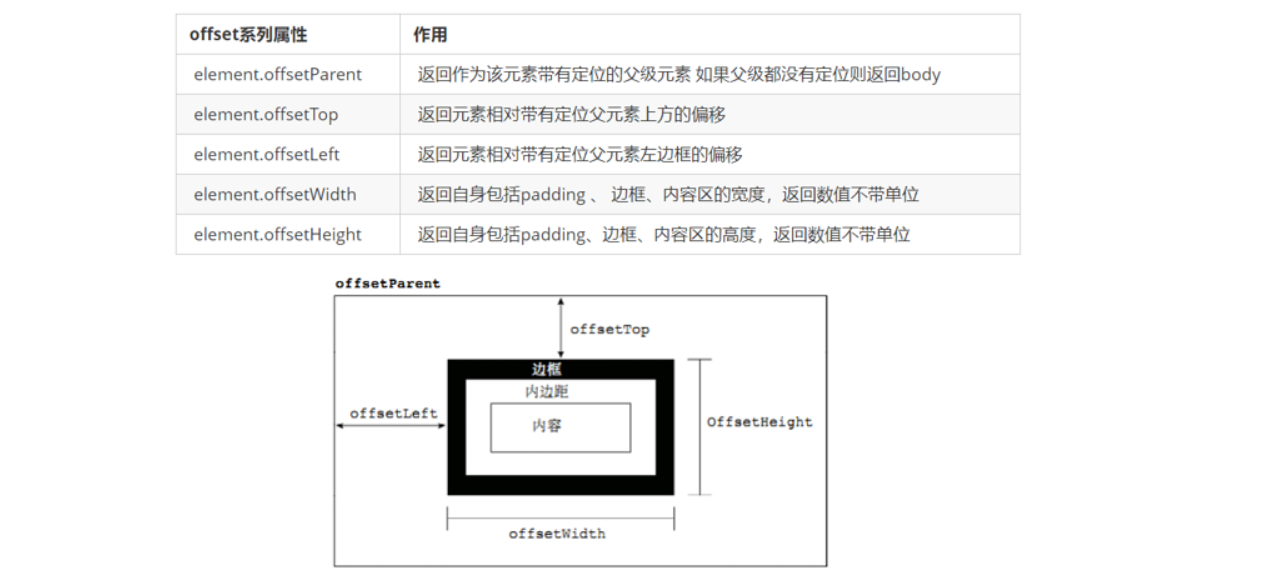 offset系列属性 作用
element.offsetParent 返回作为该元素带有定位的父级元素 如果父级都没有定位则返回body
element.offsetTop 返回元素相对带有定位父元素上方的偏移
element.offsetLeft 返回元素相对带有定位父元素左边框的偏移
element.offsetWidth 返回自身包括padding 、 边框、内容区的宽度，返回数值不带单位
element.offsetHeight 返回自身包括padding、边框、内容区的高度，返回数值不带单位
offsetParent
offsetTop
边框
内边距
offsetLeft
内容
OffsetHeight
offsetWidth